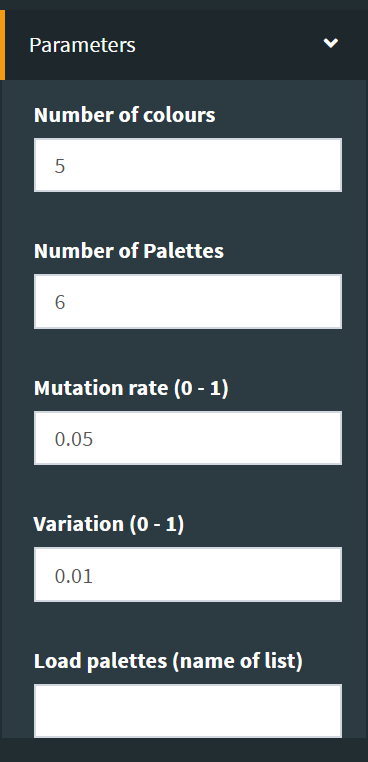 Parameters
Number of colours
5
Number of Palettes
6
Mutation rate (0 - 1)
0.05
Variation (0 - 1)
0.01
Load palettes (name of list)